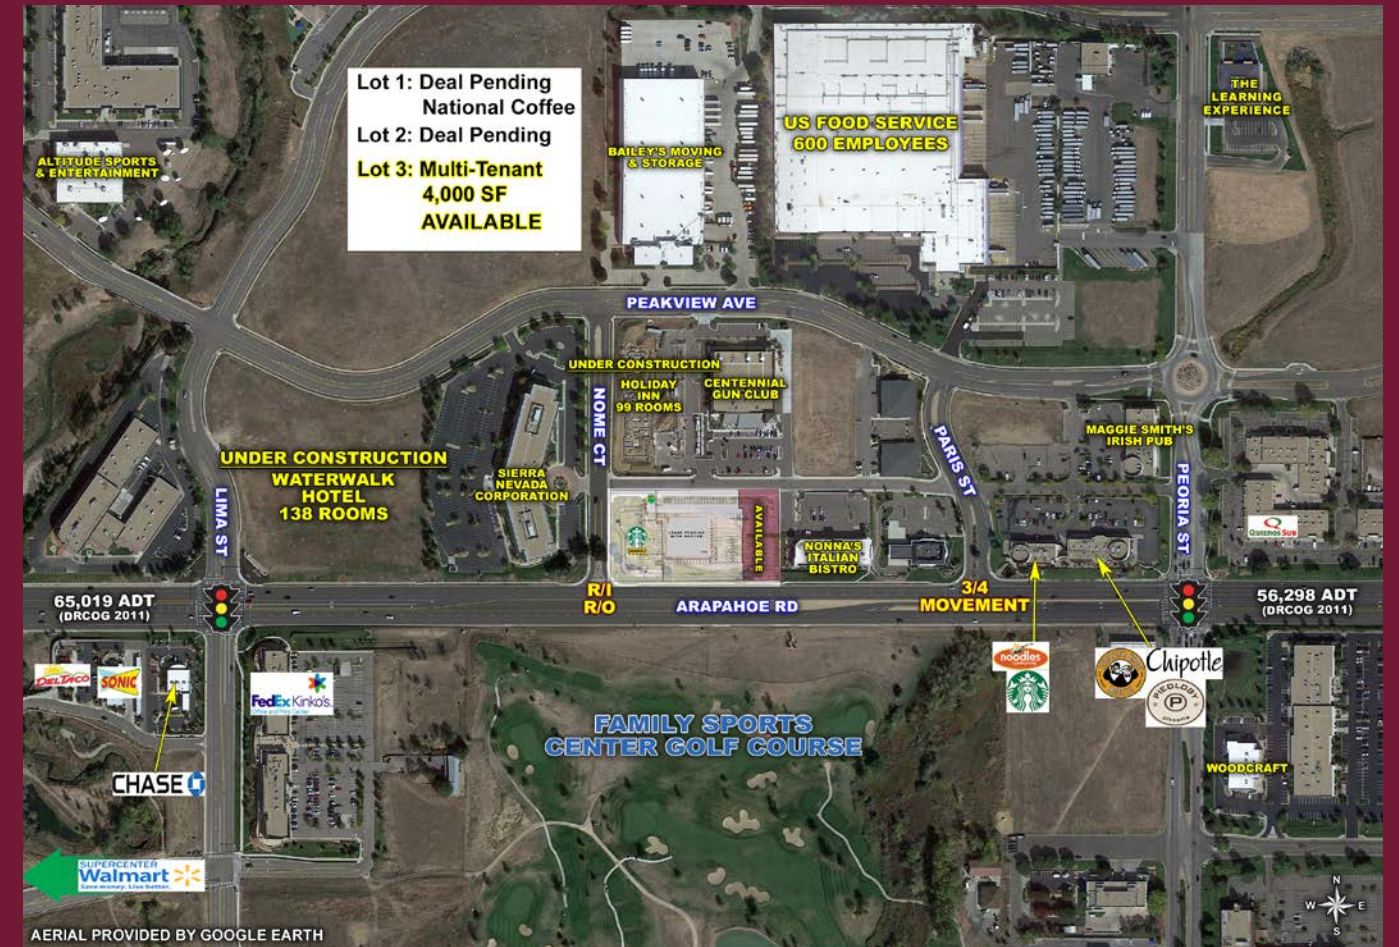 Lot 1: Deal Pending
National Coffee
Lot 2: Deal Pending
Lot 3: Multi-Tenant
4,000 SF
AVAILABLE
ALTITUDE SPORTS
& ENTERTAINMENT
BAILEY'S MOVING
& STORAGE
US FOOD SERVICE
600 EMPLOYEES
THE
LEARNING
EXPERIENCE
PEAKVIEW AVE
UNDER CONSTRUCTION
HOLIDAY
INN
99 ROOMS
CENTENNIAL
GUN CLUB
NOME CT
PARIS ST
MAGGIE SMITH'S
IRISH PUB
PEORIA ST
Quiznos Sub
UNDER CONSTRUCTION
WATERWALK
HOTEL
138 ROOMS
SIERRA
NEVADA
CORPORATION
LIMA ST
AVAILABLE
NONNA'S
ITALIAN
BISTRO
65,019 ADT
(DRCOG 2011)
R/I
R/O
ARAPAHOE RD
3/4
MOVEMENT
56,298 ADT
(DRCOG 2011)
DEL TACO
SONIC
FedEx Kinko's.
Office and Print Center
noodles
Chipotle
PIEOLOGY
P
Pizzeria
FAMILY SPORTS
CENTER GOLF COURSE
CHASE
WOODCRAFT
SUPERCENTER
Walmart
Save money. Live better.
N
W E
S
AERIAL PROVIDED BY GOOGLE EARTH